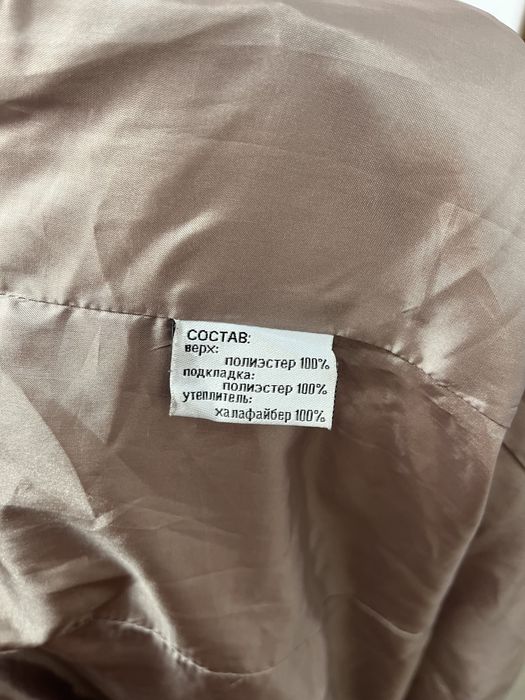 СОСТАВ:
верх:
полиэстер 100%
подкладка:
полиэстер 100%
утеплитель:
халафайбер 100%